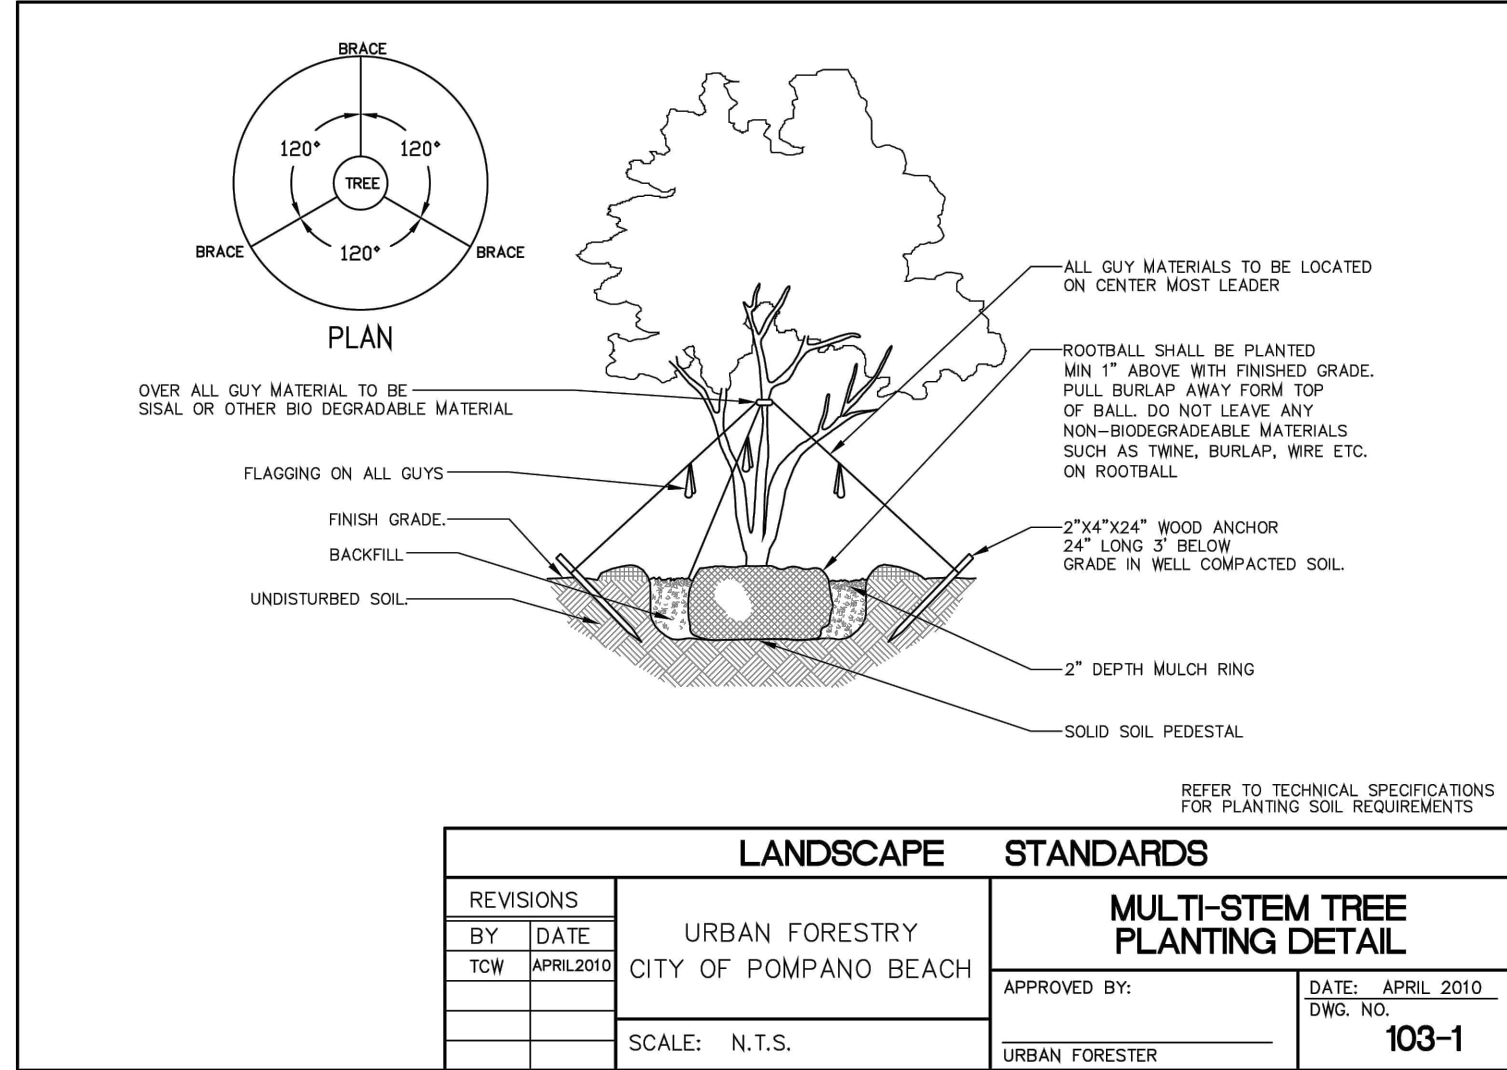 BRACE
120°
120°
TREE
BRACE
120°
BRACE
PLAN
OVER ALL GUY MATERIAL TO BE
SISAL OR OTHER BIO DEGRADABLE MATERIAL
FLAGGING ON ALL GUYS
FINISH GRADE.
BACKFILL
UNDISTURBED SOIL.
ALL GUY MATERIALS TO BE LOCATED
ON CENTER MOST LEADER
ROOTBALL SHALL BE PLANTED
MIN 1" ABOVE WITH FINISHED GRADE.
PULL BURLAP AWAY FORM TOP
OF BALL. DO NOT LEAVE ANY
NON-BIODEGRADEABLE MATERIALS
SUCH AS TWINE, BURLAP, WIRE ETC.
ON ROOTBALL
2"X4"X24" WOOD ANCHOR
24" LONG 3' BELOW
GRADE IN WELL COMPACTED SOIL.
2" DEPTH MULCH RING
SOLID SOIL PEDESTAL
REFER TO TECHNICAL SPECIFICATIONS
FOR PLANTING SOIL REQUIREMENTS
LANDSCAPE STANDARDS
REVISIONS
BY DATE
TCW APRIL2010
URBAN FORESTRY
CITY OF POMPANO BEACH
SCALE: N.T.S.
MULTI-STEM TREE
PLANTING DETAIL
APPROVED BY:
URBAN FORESTER
DATE: APRIL 2010
DWG. NO.
103-1